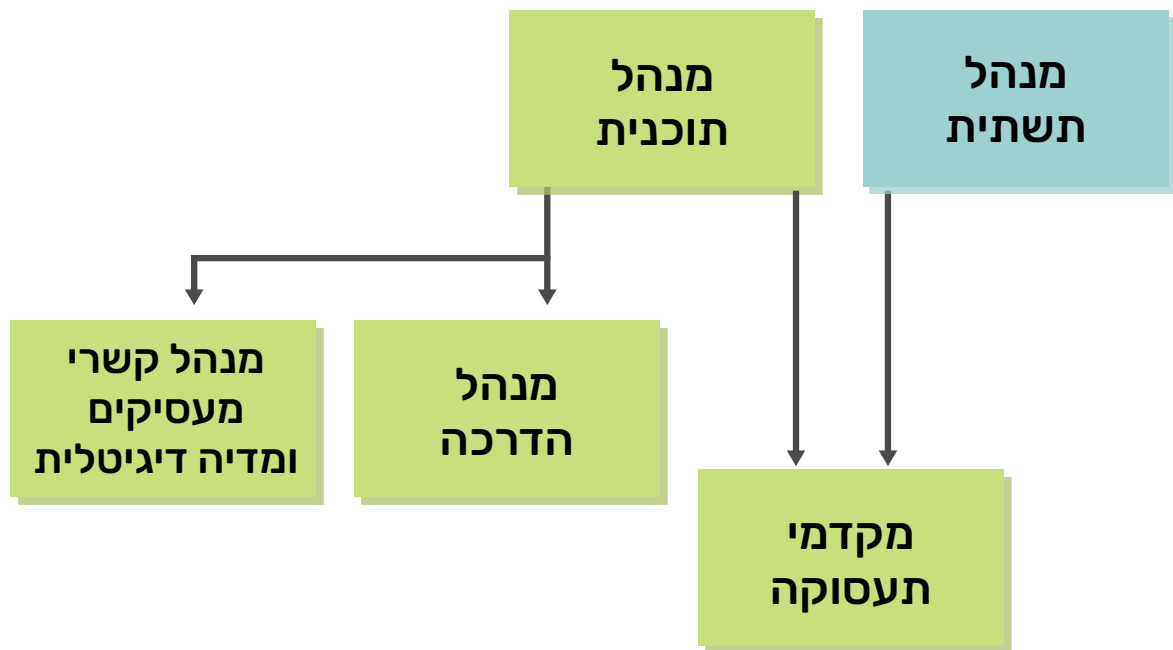 מנהל
תשתית
מנהל
תוכנית
מנהל
הדרכה
מנהל קשרי
מעסיקים
ומדיה דיגיטלית
מקדמי
תעסוקה